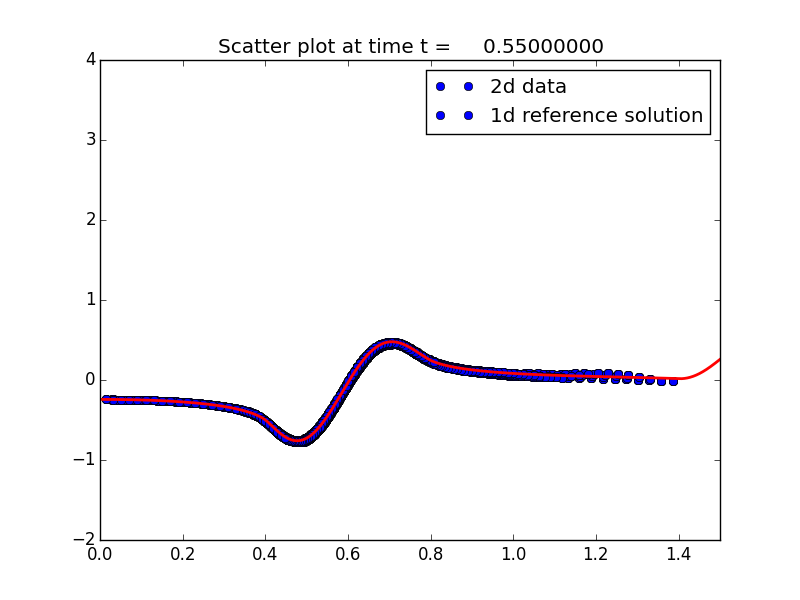 Scatter plot at time t =     0.55000000
2d data
1d reference solution
4
3
2
1
0
−1
−2
0.0 0.2 0.4 0.6 0.8 1.0 1.2 1.4